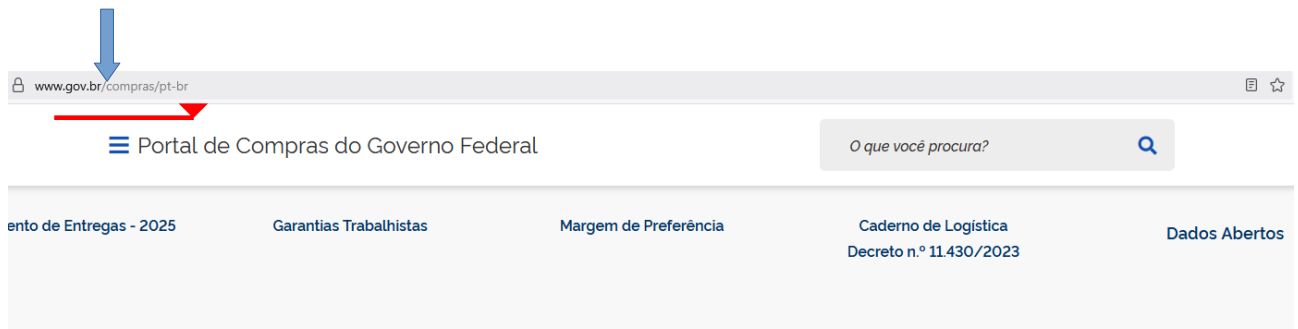 www.gov.br/compras/pt-br
Portal de Compras do Governo Federal
O que você procura?
ento de Entregas - 2025
Garantias Trabalhistas
Margem de Preferência
Caderno de Logística
Decreto n.º 11.430/2023
Dados Abertos